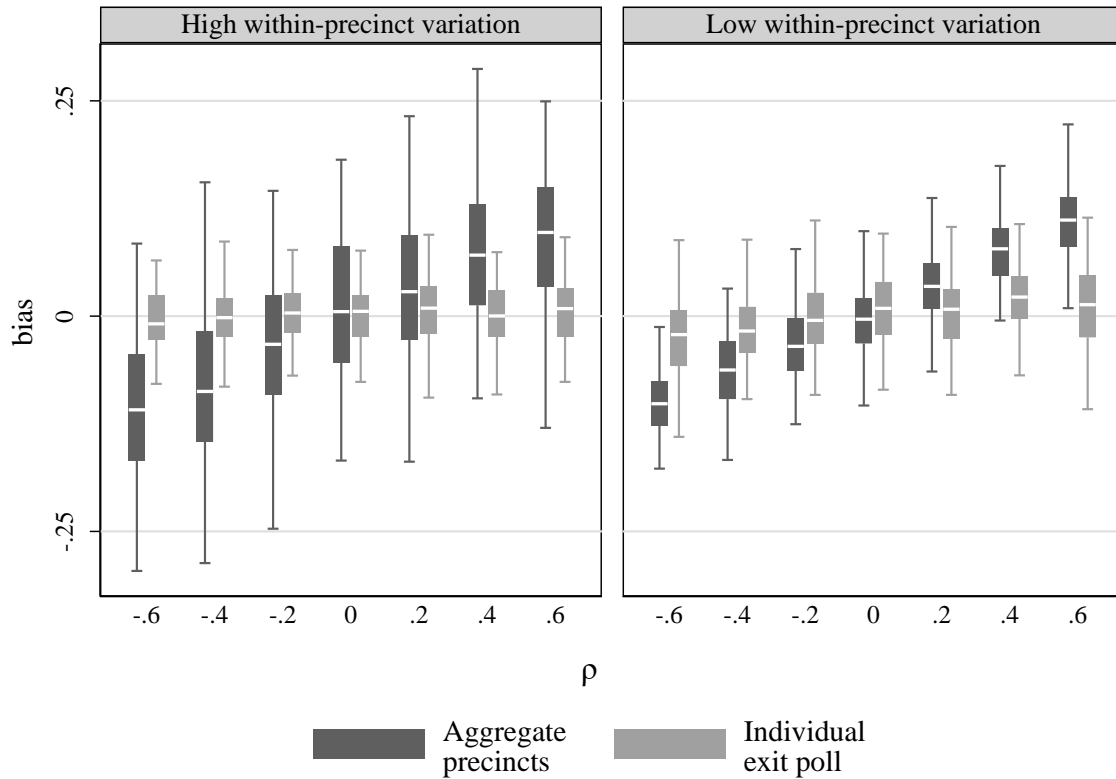 High within-precinct variation
Low within-precinct variation
.25
0
-.25
bias
-.6 -.4 -.2 0 .2 .4 .6
-.6 -.4 -.2 0 .2 .4 .6
ρ
Aggregate
precincts
Individual
exit poll